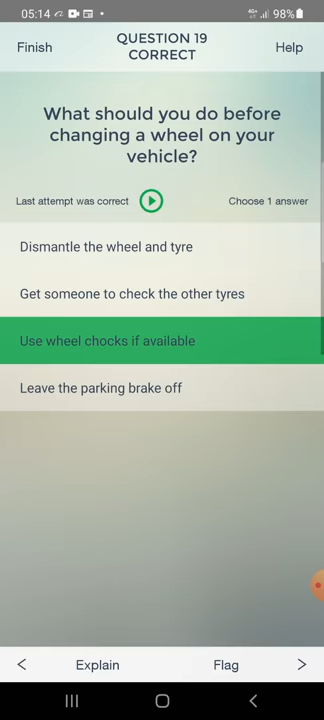 05:14 98%
Finish QUESTION 19 Help
CORRECT
What should you do before
changing a wheel on your
vehicle?
Last attempt was correct Choose 1 answer
Dismantle the wheel and tyre
Get someone to check the other tyres
Use wheel chocks if available
Leave the parking brake off
< Explain Flag >